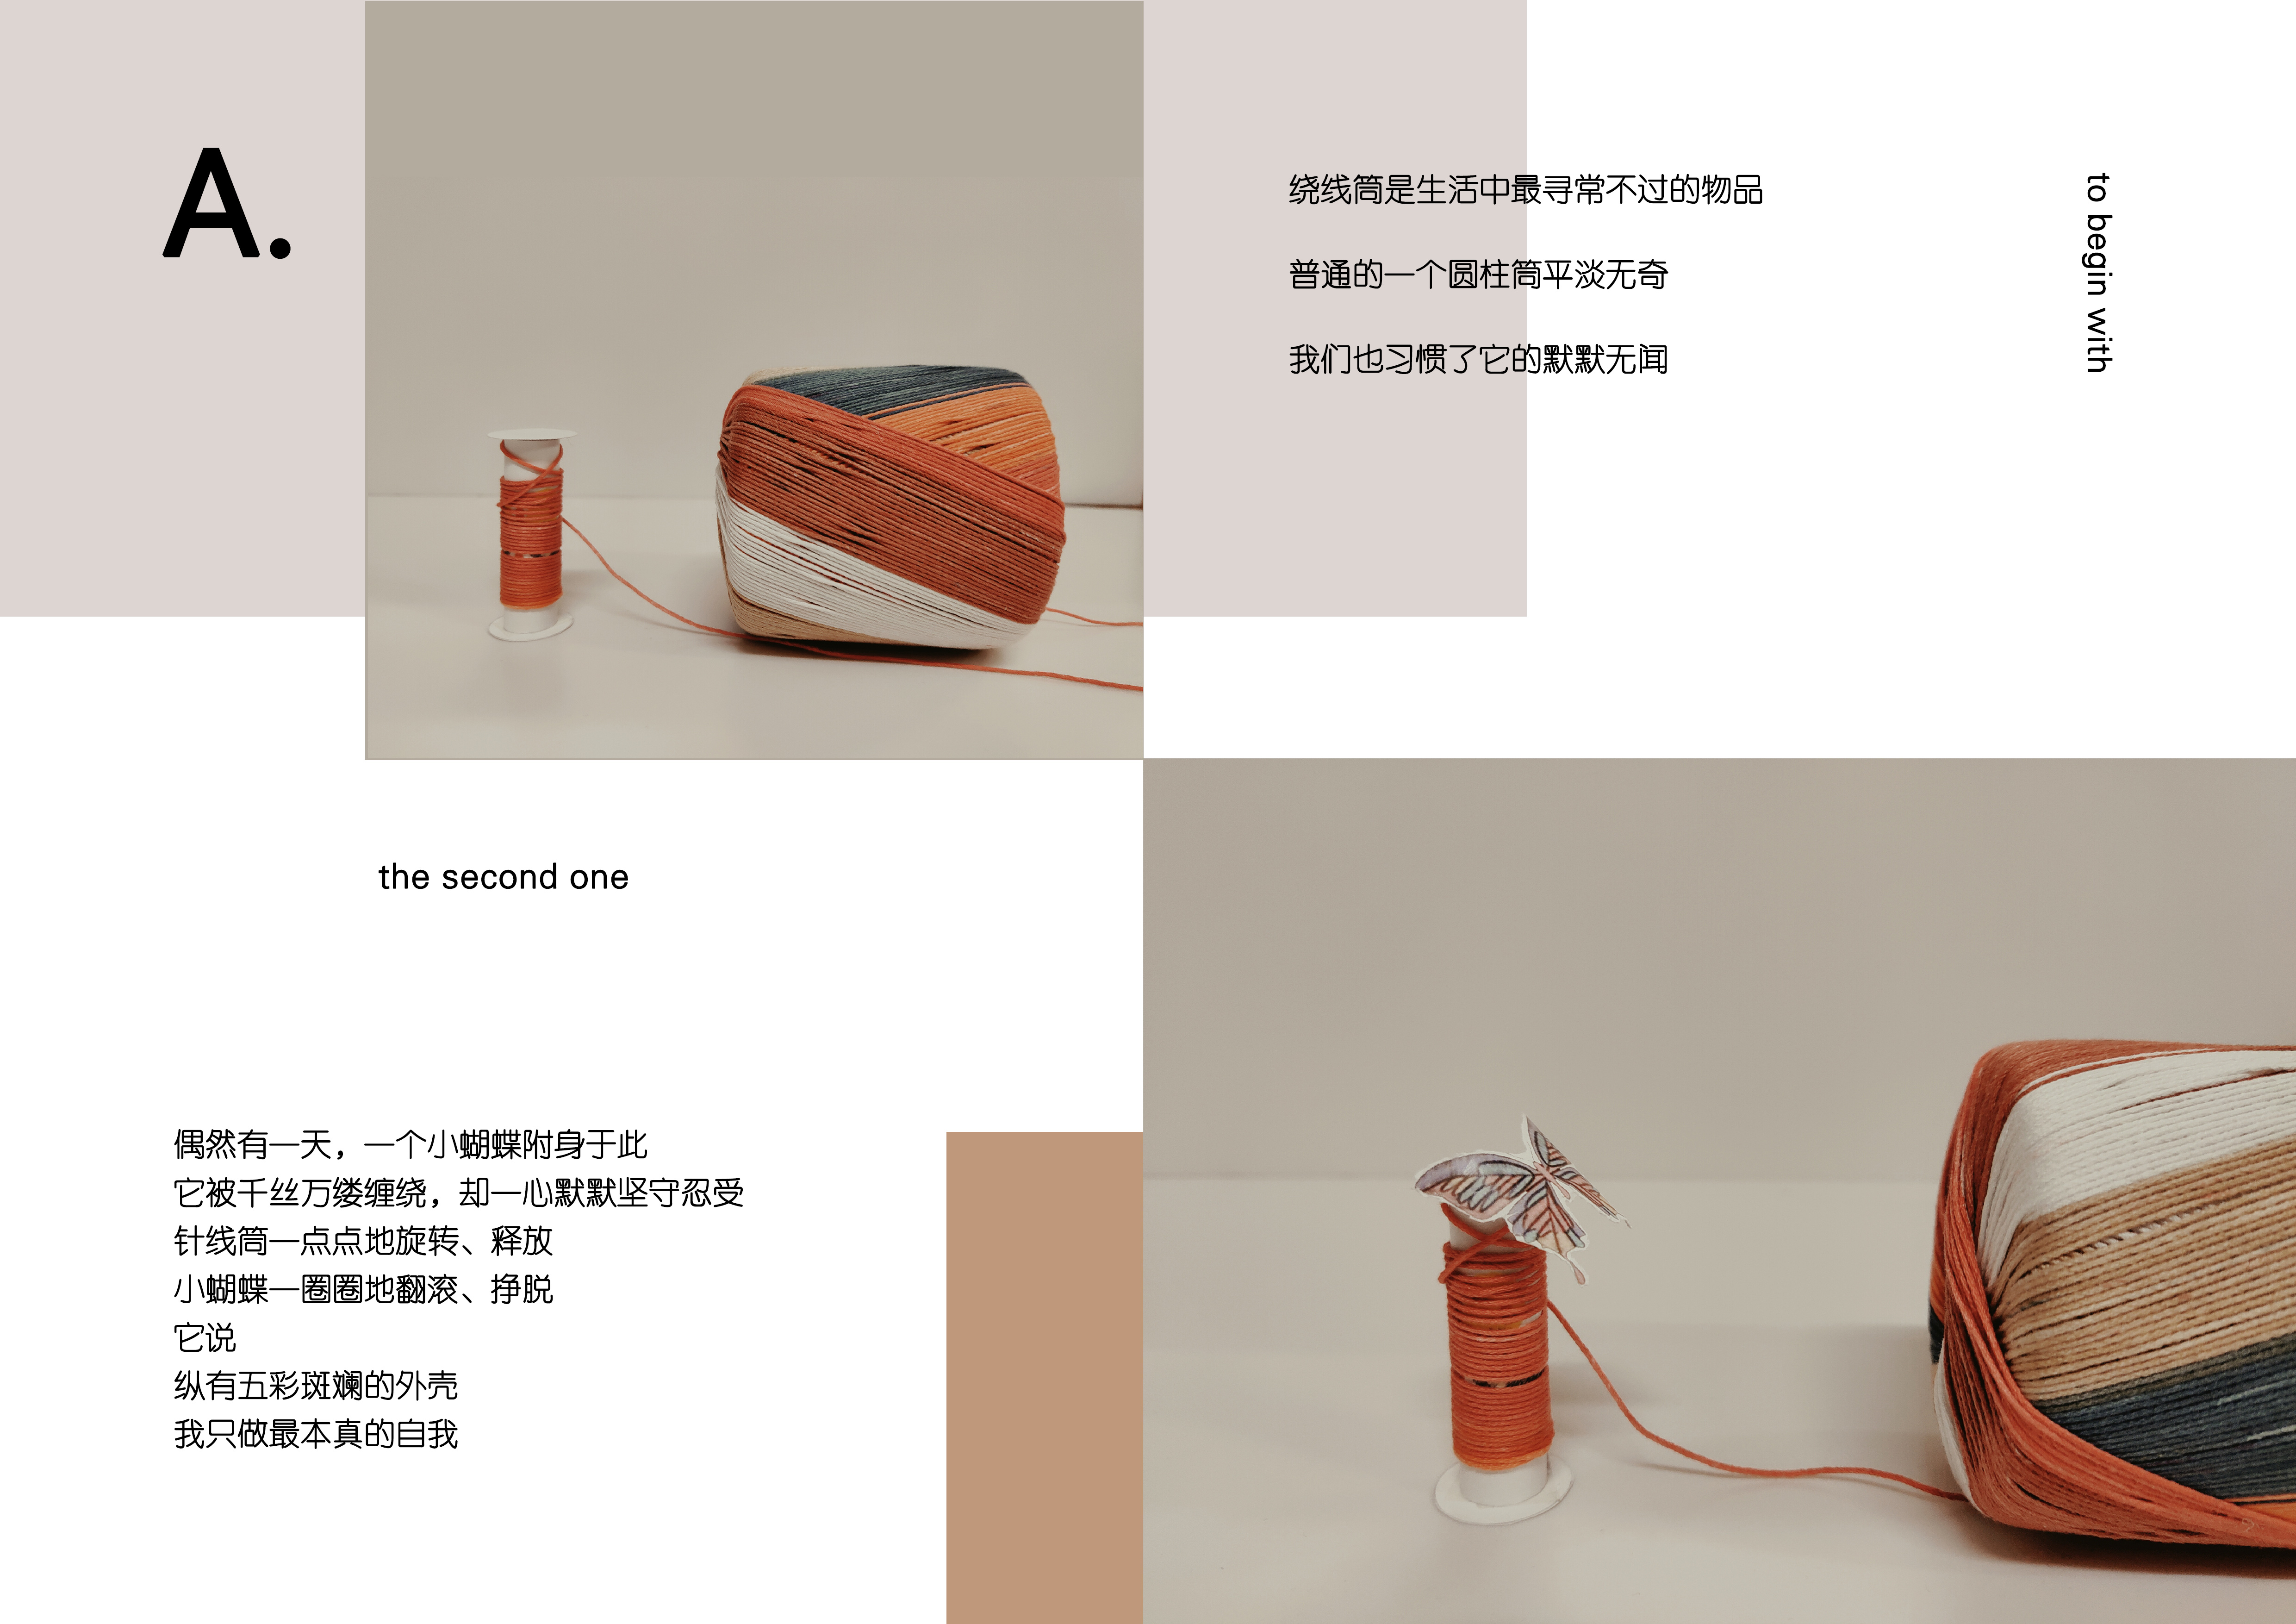 A.
绕线筒是生活中最寻常不过的物品
普通的一个圆柱筒平淡无奇
我们也习惯了它的默默无闻
to begin with
the second one
偶然有一天，一个小蝴蝶附身于此
它被千丝万缕缠绕，却一心默默坚守忍受
针线筒一点点地旋转、释放
小蝴蝶一圈圈地翻滚、挣脱
它说
纵有五彩斑斓的外壳
我只做最本真的自我